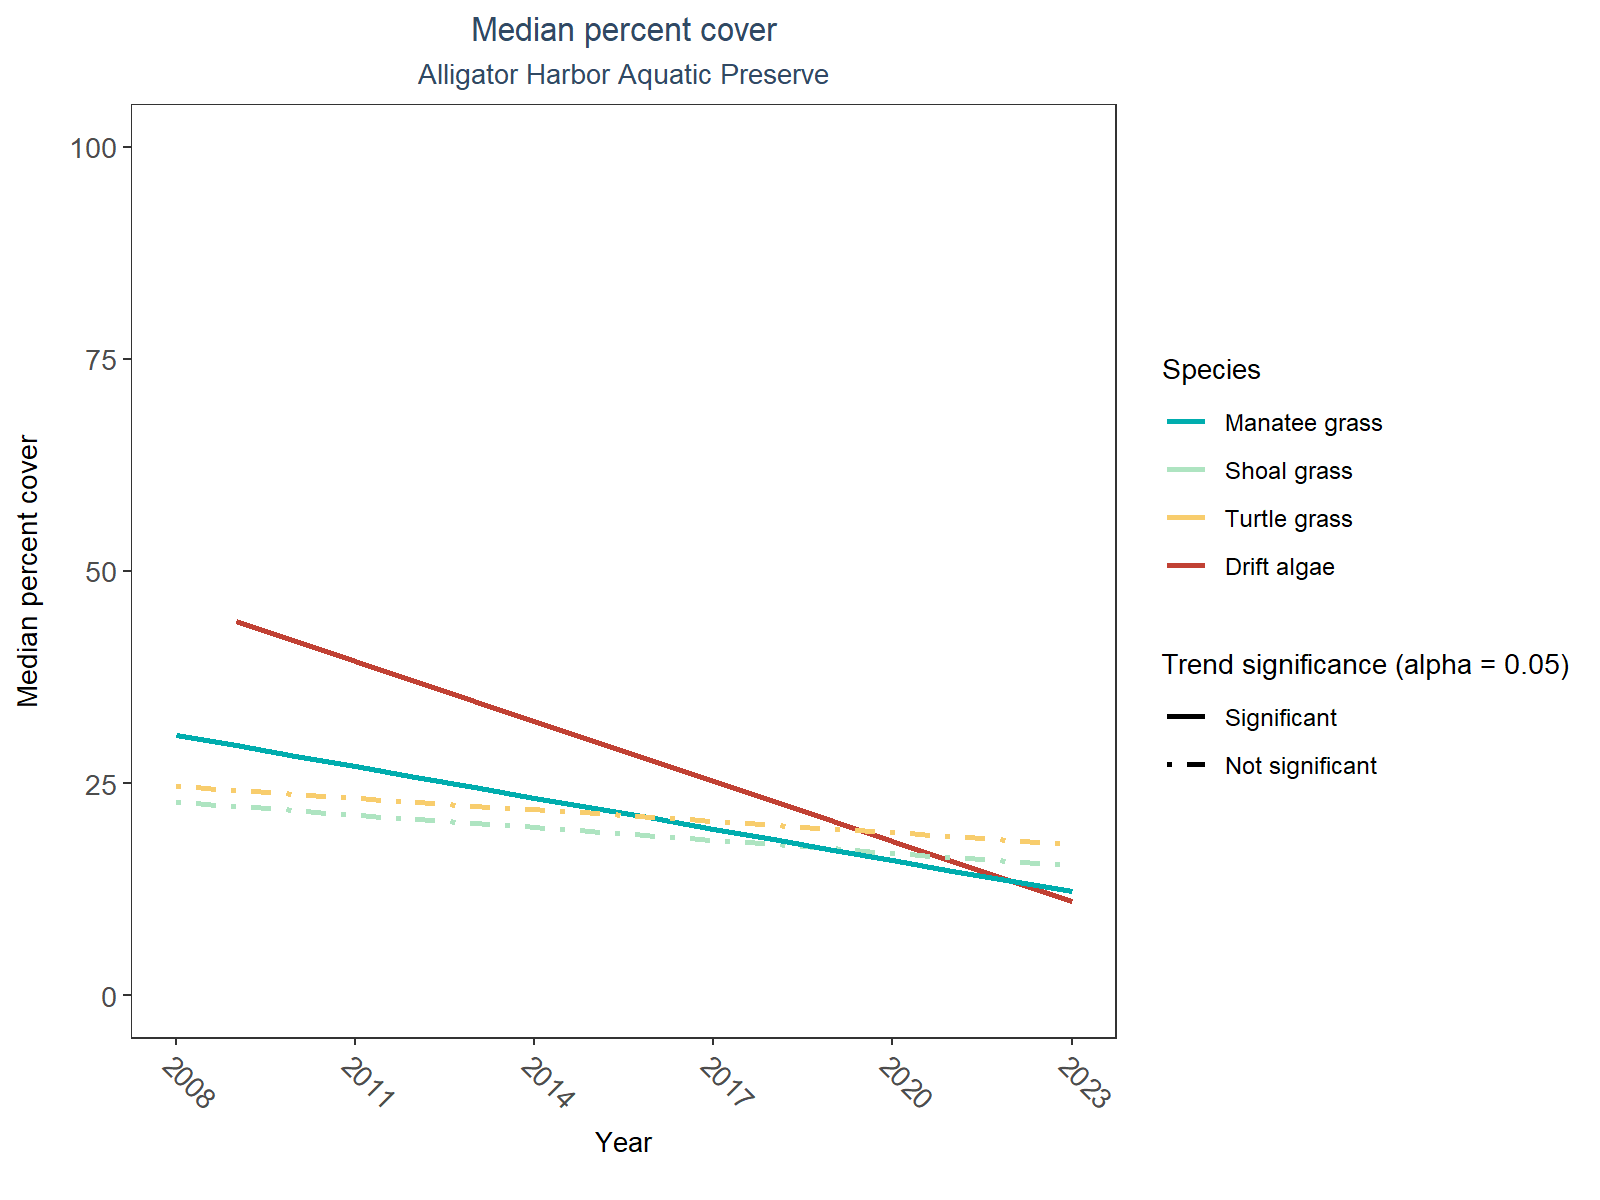 Median percent cover
Alligator Harbor Aquatic Preserve
Median percent cover
100
75
50
25
0
2008
2011
2014
2017
2020
2023
Year
Species
Manatee grass
Shoal grass
Turtle grass
Drift algae
Trend significance (alpha = 0.05)
Significant
Not significant